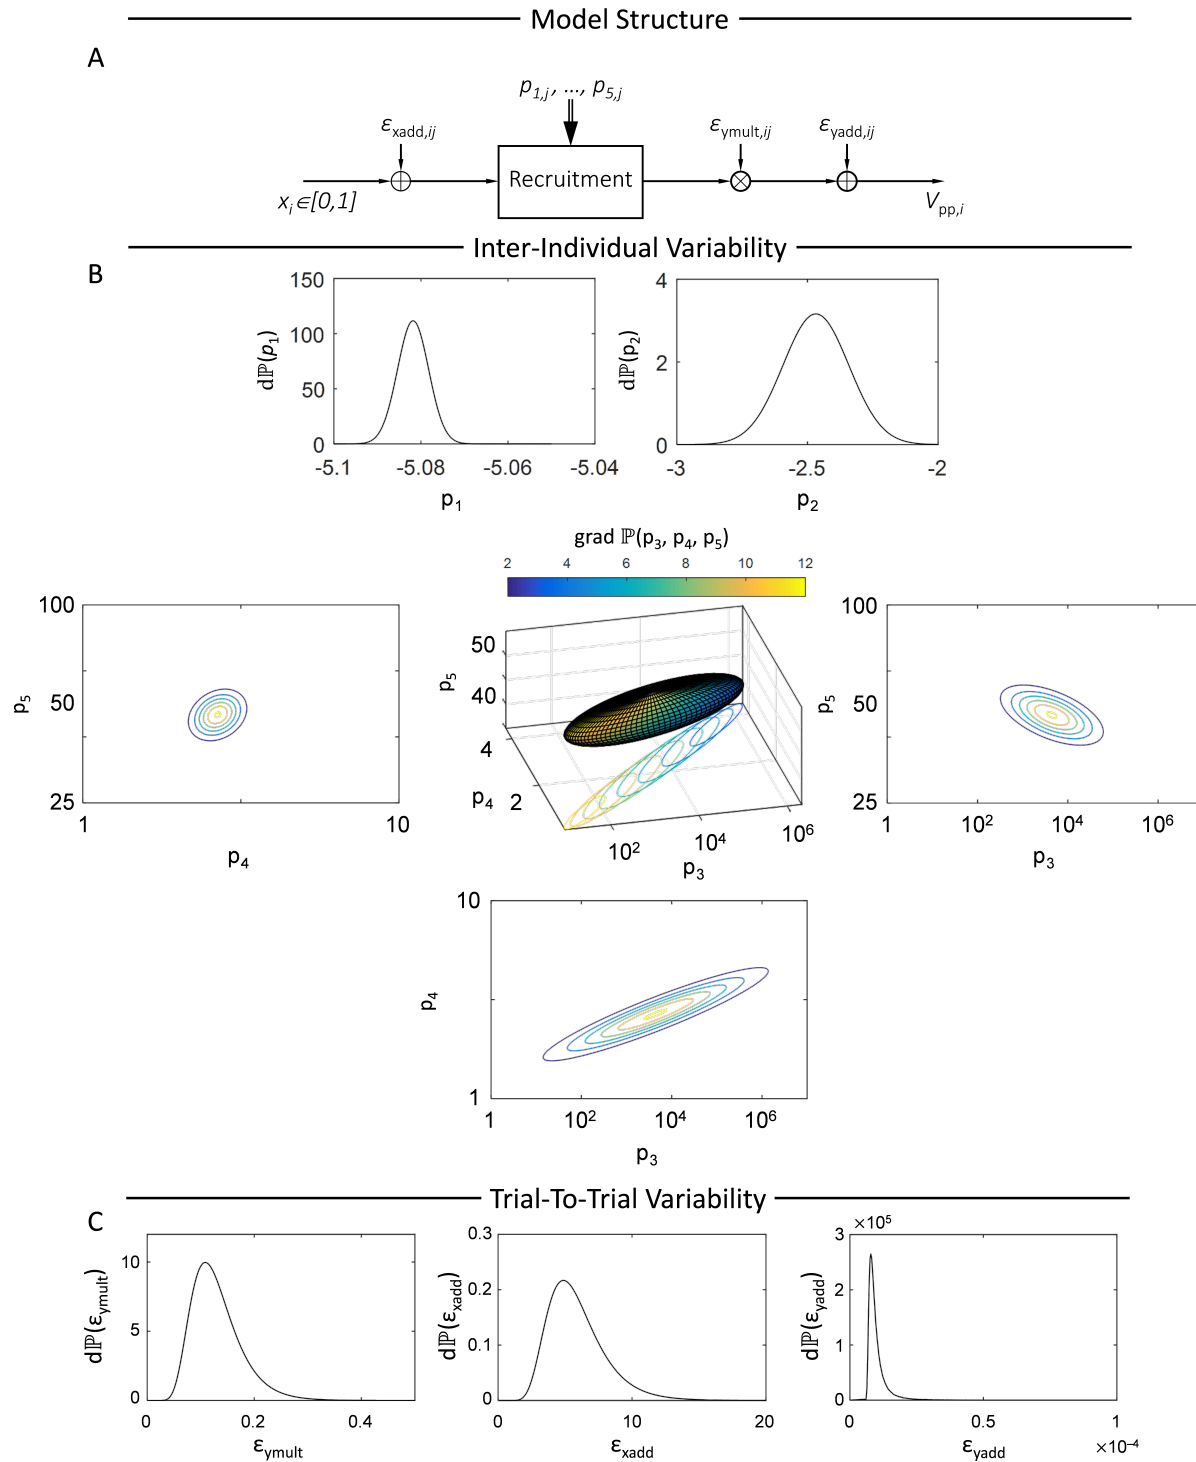 Model Structure
A
p1,j, ..., p5,j
εxadd,ij
εymult,ij
εyadd,ij
Recruitment
xi∈[0,1]
Vpp,i
Inter-Individual Variability
B
150
100
50
0
dℙ(p1)
-5.1
-5.08
-5.06
-5.04
p1
4
2
0
dℙ(p2)
-3
-2.5
-2
p2
grad ℙ(p3, p4, p5)
2 4 6 8 10 12
100
50
25
p5
1
10
p4
50
40
p5
4
2
p4
10²
10⁴
10⁶
p3
100
50
25
p5
1
10²
10⁴
10⁶
p3
10
1
p4
1
10²
10⁴
10⁶
p3
Trial-To-Trial Variability
C
10
5
0
dℙ(εymult)
0
0.2
0.4
εymult
0.3
0.2
0.1
0
dℙ(εxadd)
0
10
20
εxadd
×10⁵
3
2
1
0
dℙ(εyadd)
0
0.5
1
εyadd
×10⁻⁴